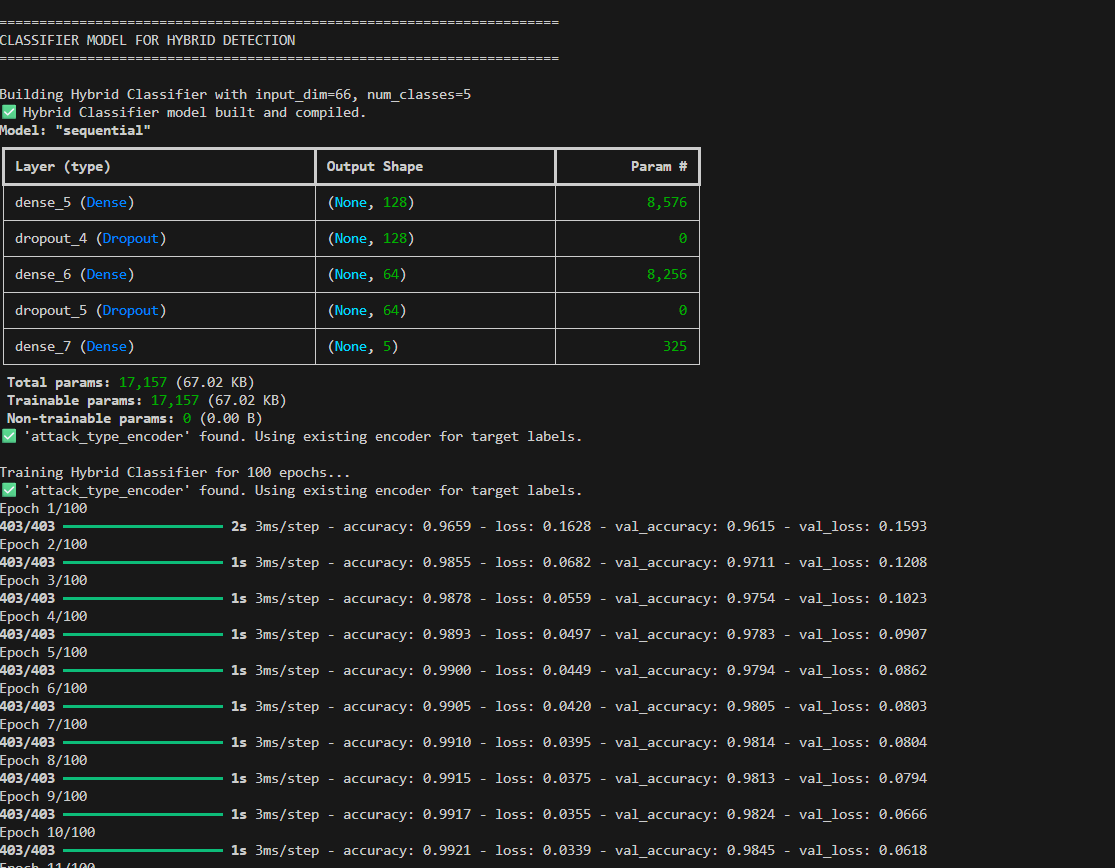 ======================================================================
CLASSIFIER MODEL FOR HYBRID DETECTION
======================================================================
Building Hybrid Classifier with input_dim=66, num_classes=5
✅ Hybrid Classifier model built and compiled.
Model: "sequential"
Layer (type) Output Shape Param #
dense_5 (Dense) (None, 128) 8,576
dropout_4 (Dropout) (None, 128) 0
dense_6 (Dense) (None, 64) 8,256
dropout_5 (Dropout) (None, 64) 0
dense_7 (Dense) (None, 5) 325
Total params: 17,157 (67.02 KB)
Trainable params: 17,157 (67.02 KB)
Non-trainable params: 0 (0.00 B)
✅ 'attack_type_encoder' found. Using existing encoder for target labels.
Training Hybrid Classifier for 100 epochs...
✅ 'attack_type_encoder' found. Using existing encoder for target labels.
Epoch 1/100
403/403 2s 3ms/step - accuracy: 0.9659 - loss: 0.1628 - val_accuracy: 0.9615 - val_loss: 0.1593
Epoch 2/100
403/403 1s 3ms/step - accuracy: 0.9855 - loss: 0.0682 - val_accuracy: 0.9711 - val_loss: 0.1208
Epoch 3/100
403/403 1s 3ms/step - accuracy: 0.9878 - loss: 0.0559 - val_accuracy: 0.9754 - val_loss: 0.1023
Epoch 4/100
403/403 1s 3ms/step - accuracy: 0.9893 - loss: 0.0497 - val_accuracy: 0.9783 - val_loss: 0.0907
Epoch 5/100
403/403 1s 3ms/step - accuracy: 0.9900 - loss: 0.0449 - val_accuracy: 0.9794 - val_loss: 0.0862
Epoch 6/100
403/403 1s 3ms/step - accuracy: 0.9905 - loss: 0.0420 - val_accuracy: 0.9805 - val_loss: 0.0803
Epoch 7/100
403/403 1s 3ms/step - accuracy: 0.9910 - loss: 0.0395 - val_accuracy: 0.9814 - val_loss: 0.0804
Epoch 8/100
403/403 1s 3ms/step - accuracy: 0.9915 - loss: 0.0375 - val_accuracy: 0.9813 - val_loss: 0.0794
Epoch 9/100
403/403 1s 3ms/step - accuracy: 0.9917 - loss: 0.0355 - val_accuracy: 0.9824 - val_loss: 0.0666
Epoch 10/100
403/403 1s 3ms/step - accuracy: 0.9921 - loss: 0.0339 - val_accuracy: 0.9845 - val_loss: 0.0618
Epoch 11/100